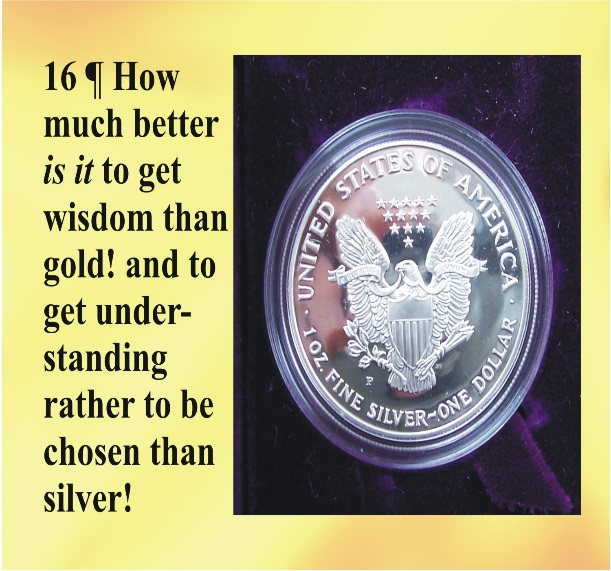 16 ¶ How
much better
is it to get
wisdom than
gold! and to
get under-
standing
rather to be
chosen than
silver!
UNITED STATES OF AMERICA
1 OZ. FINE SILVER~ONE DOLLAR
P